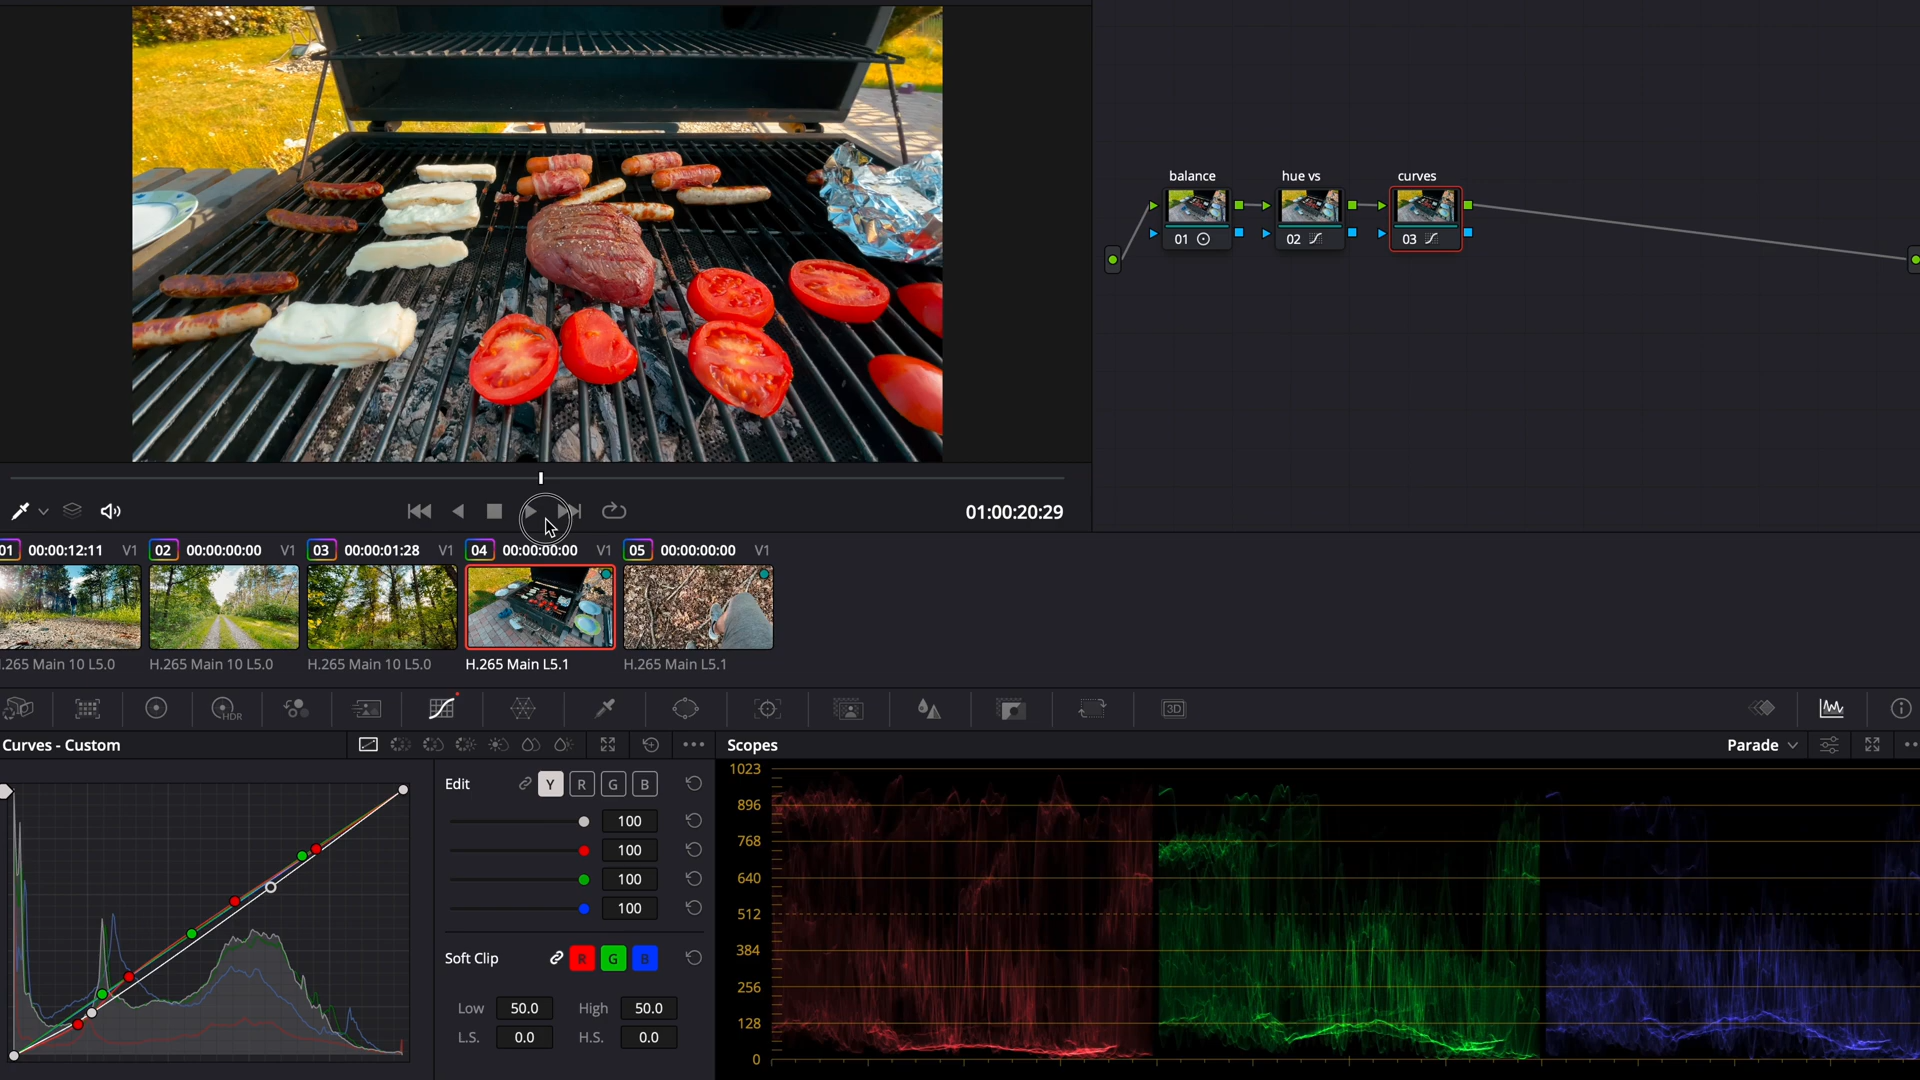 balance
hue vs
curves
01
02
03
01:00:20:29
01 00:00:12:11 V1
02 00:00:00:00 V1
03 00:00:01:28 V1
04 00:00:00:00 V1
05 00:00:00:00 V1
.265 Main 10 L5.0
H.265 Main 10 L5.0
H.265 Main 10 L5.0
H.265 Main L5.1
H.265 Main L5.1
HDR
3D
Curves - Custom
Scopes
Parade
Edit
Y R G B
100
100
100
100
Soft Clip
R G B
Low 50.0 High 50.0
L.S. 0.0 H.S. 0.0
1023
896
768
640
512
384
256
128
0